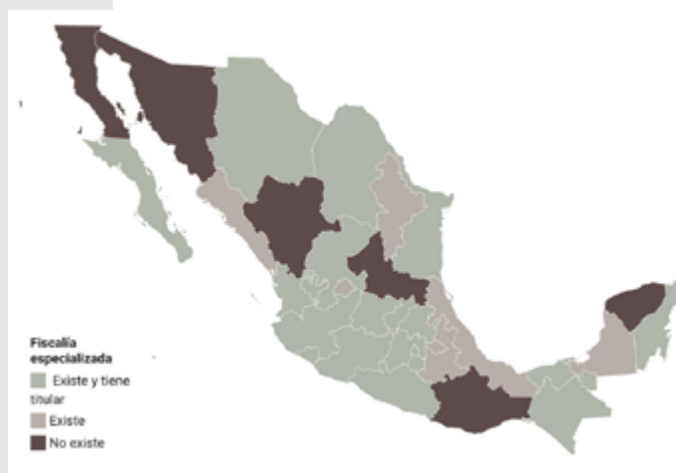 Fiscalía
especializada
Existe y tiene
titular
Existe
No existe